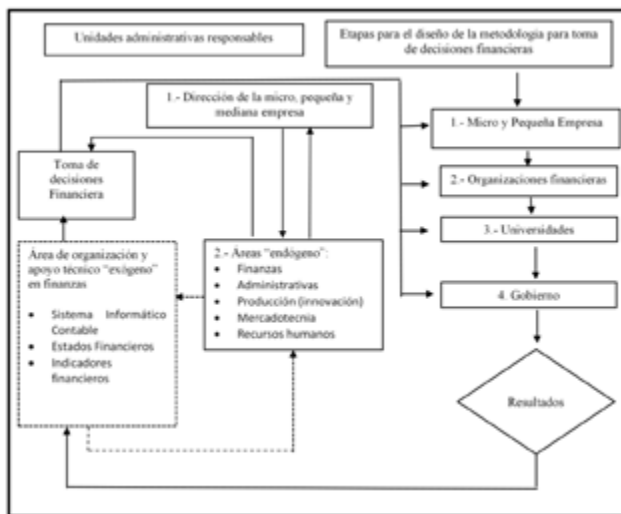 Unidades administrativas responsables
Etapas para el diseño de la metodologia para toma
de decisiones financieras
1.- Dirección de la micro, pequeña y
mediana empresa
1.- Micro y Pequeña Empresa
Toma de
decisiones
Financiera
2.- Organizaciones financieras
3.- Universidades
Área de organización y
apoyo técnico "exógeno"
en finanzas
• Sistema Informático
Contable
• Estados Financieros
• Indicadores
financieros
2.- Áreas "endógeno":
• Finanzas
• Administrativas
• Producción (innovación)
• Mercadotecnia
• Recursos humanos
4. Gobierno
Resultados